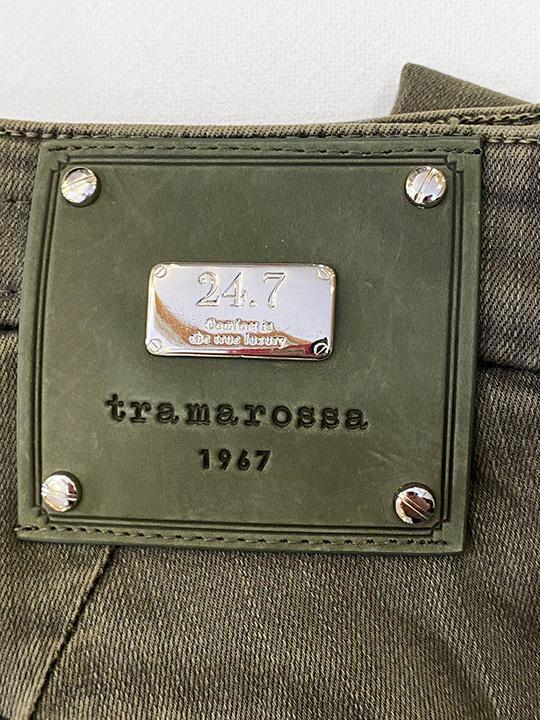 24.7
Comfort is
the true luxury
tramarossa
1967